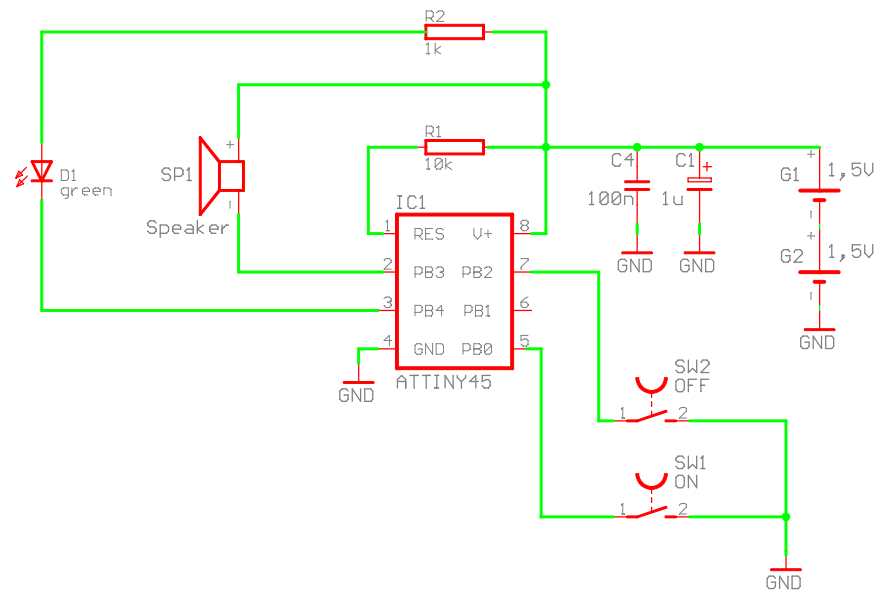 R2
1k
R1
10k
C4
C1
+
+
G1
1,5V
D1
green
SP1
+
-
Speaker
100n
1u
-
IC1
1
RES
V+
8
+
G2
1,5V
2
PB3
PB2
7
GND
GND
-
3
PB4
PB1
6
4
GND
PB0
5
GND
GND
ATTINY45
SW2
OFF
1
2
SW1
ON
1
2
GND